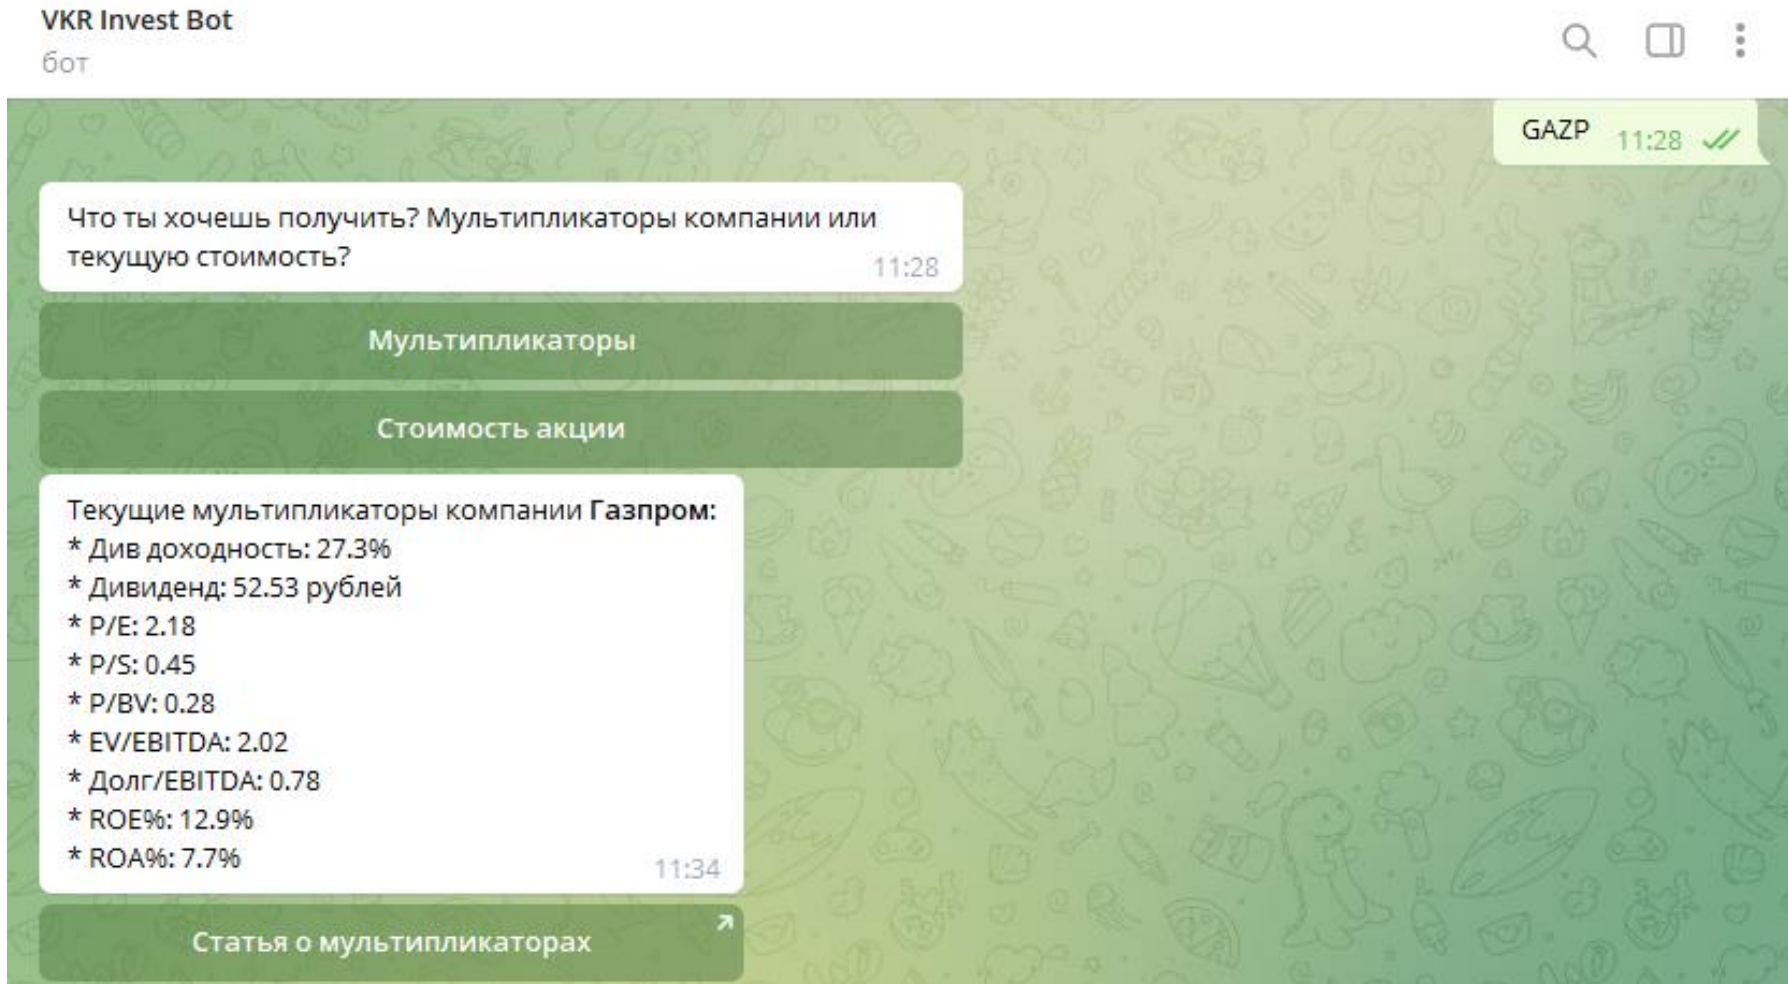 VKR Invest Bot
бот
GAZP 11:28
Что ты хочешь получить? Мультипликаторы компании или
текущую стоимость?
11:28
Мультипликаторы
Стоимость акции
Текущие мультипликаторы компании Газпром:
* Див доходность: 27.3%
* Дивиденд: 52.53 рублей
* P/E: 2.18
* P/S: 0.45
* P/BV: 0.28
* EV/EBITDA: 2.02
* Долг/EBITDA: 0.78
* ROE%: 12.9%
* ROA%: 7.7%
11:34
Статья о мультипликаторах